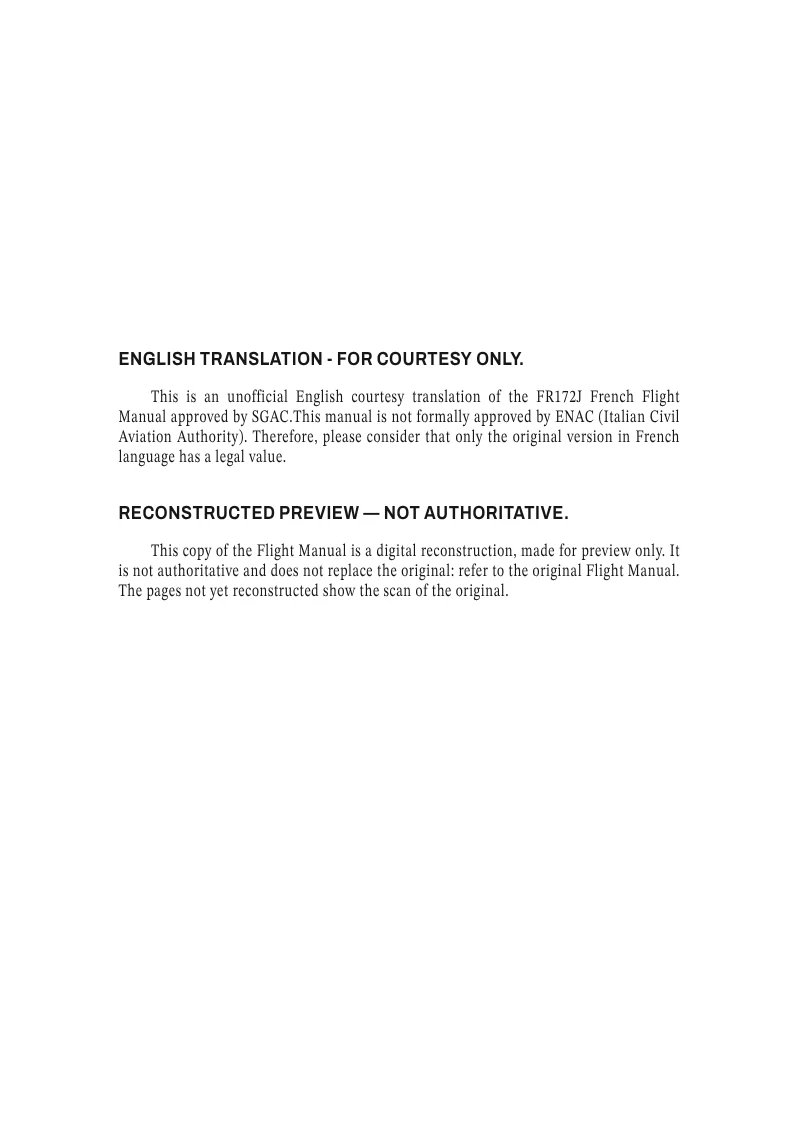 ENGLISH TRANSLATION - FOR COURTESY ONLY.
This is an unofficial English courtesy translation of the FR172J French Flight
Manual approved by SGAC.This manual is not formally approved by ENAC (Italian Civil
Aviation Authority). Therefore, please consider that only the original version in French
language has a legal value.
RECONSTRUCTED PREVIEW — NOT AUTHORITATIVE.
This copy of the Flight Manual is a digital reconstruction, made for preview only. It
is not authoritative and does not replace the original: refer to the original Flight Manual.
The pages not yet reconstructed show the scan of the original.